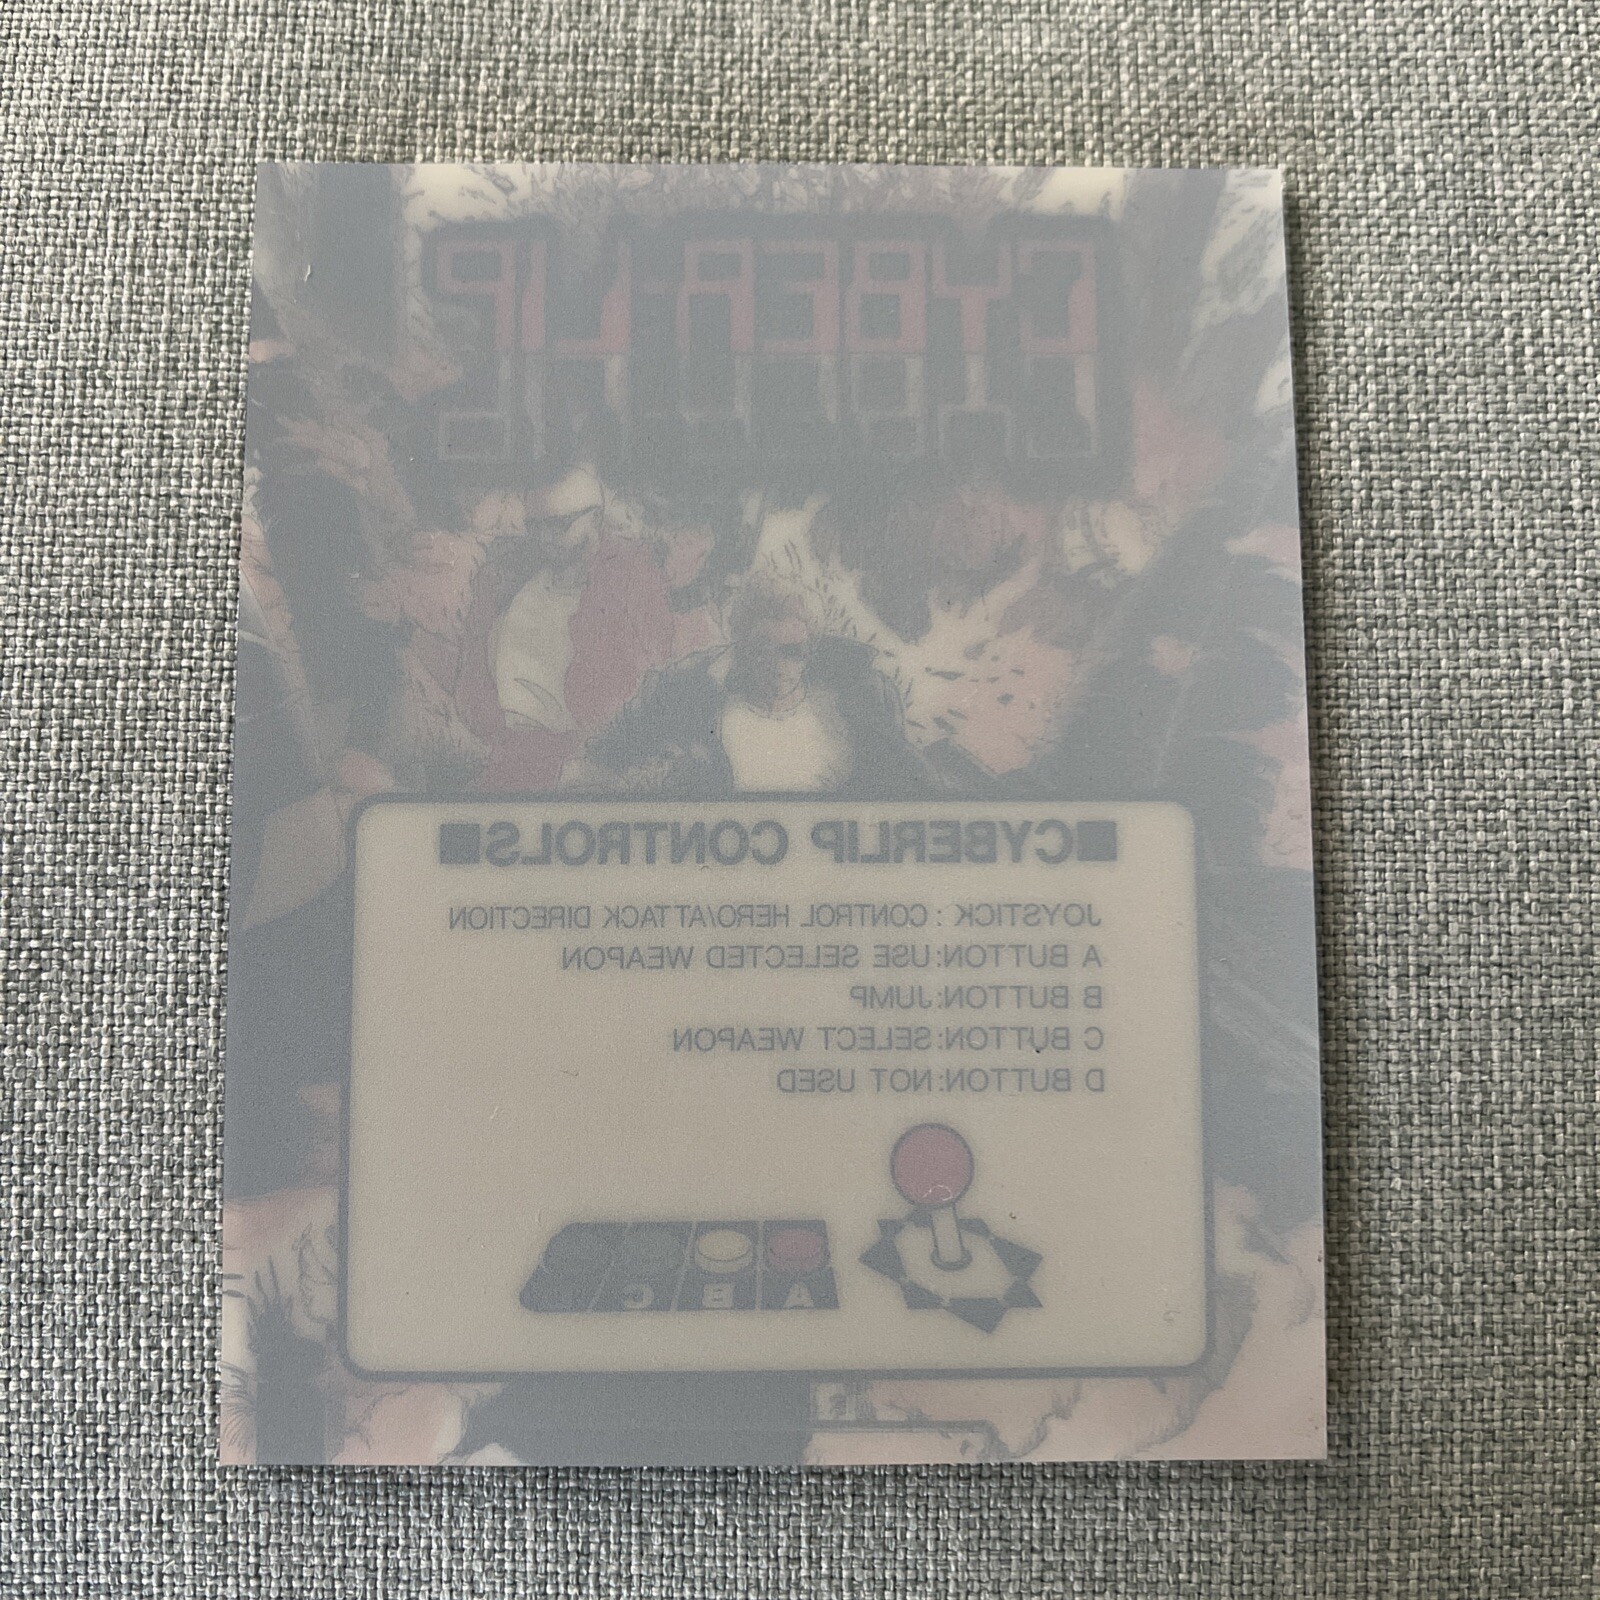 CYBER-LIP
■CYBERLIP CONTROLS■
JOYSTICK : CONTROL HERO/ATTACK DIRECTION
A BUTTON:USE SELECTED WEAPON
B BUTTON:JUMP
C BUTTON:SELECT WEAPON
D BUTTON:NOT USED
A B C